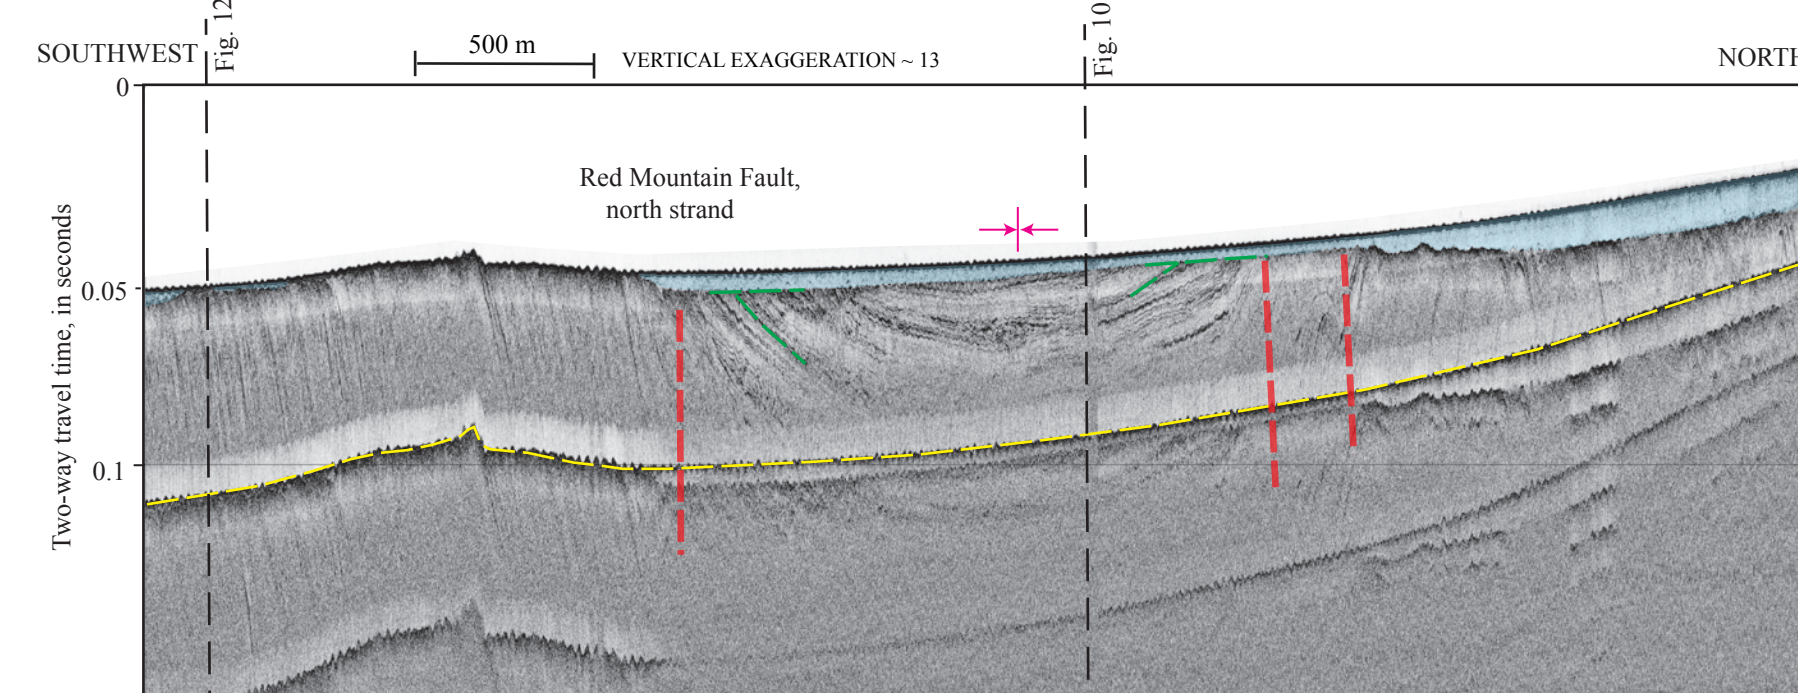 Fig. 12
Fig. 10
SOUTHWEST
500 m
VERTICAL EXAGGERATION ~ 13
NORTH
0
Red Mountain Fault,
north strand
0.05
0.1
Two-way travel time, in seconds